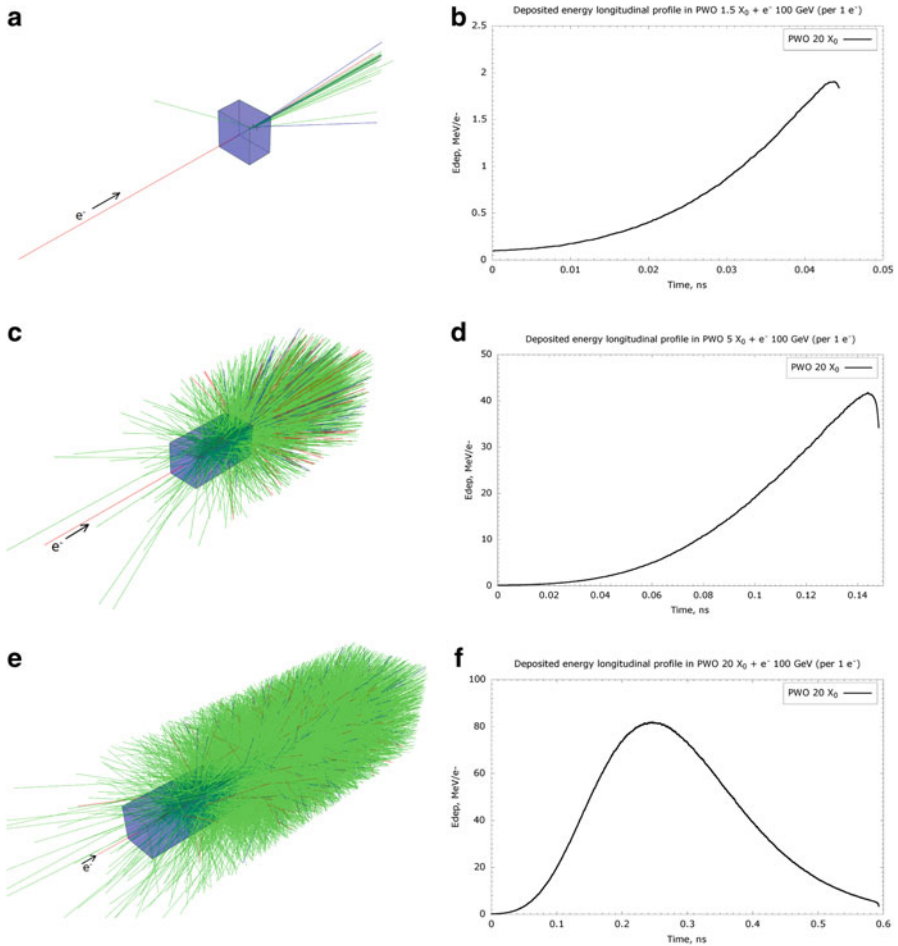 a
e⁻
b
Deposited energy longitudinal profile in PWO 1.5 X₀ + e⁻ 100 GeV (per 1 e⁻)
PWO 20 X₀
2.5
2
1.5
1
0.5
0
Edep, MeV/e-
0 0.01 0.02 0.03 0.04 0.05
Time, ns
c
e⁻
d
Deposited energy longitudinal profile in PWO 5 X₀ + e⁻ 100 GeV (per 1 e⁻)
PWO 20 X₀
50
40
30
20
10
0
Edep, MeV/e-
0 0.02 0.04 0.06 0.08 0.1 0.12 0.14
Time, ns
e
e⁻
f
Deposited energy longitudinal profile in PWO 20 X₀ + e⁻ 100 GeV (per 1 e⁻)
PWO 20 X₀
100
80
60
40
20
0
Edep, MeV/e-
0 0.1 0.2 0.3 0.4 0.5 0.6
Time, ns